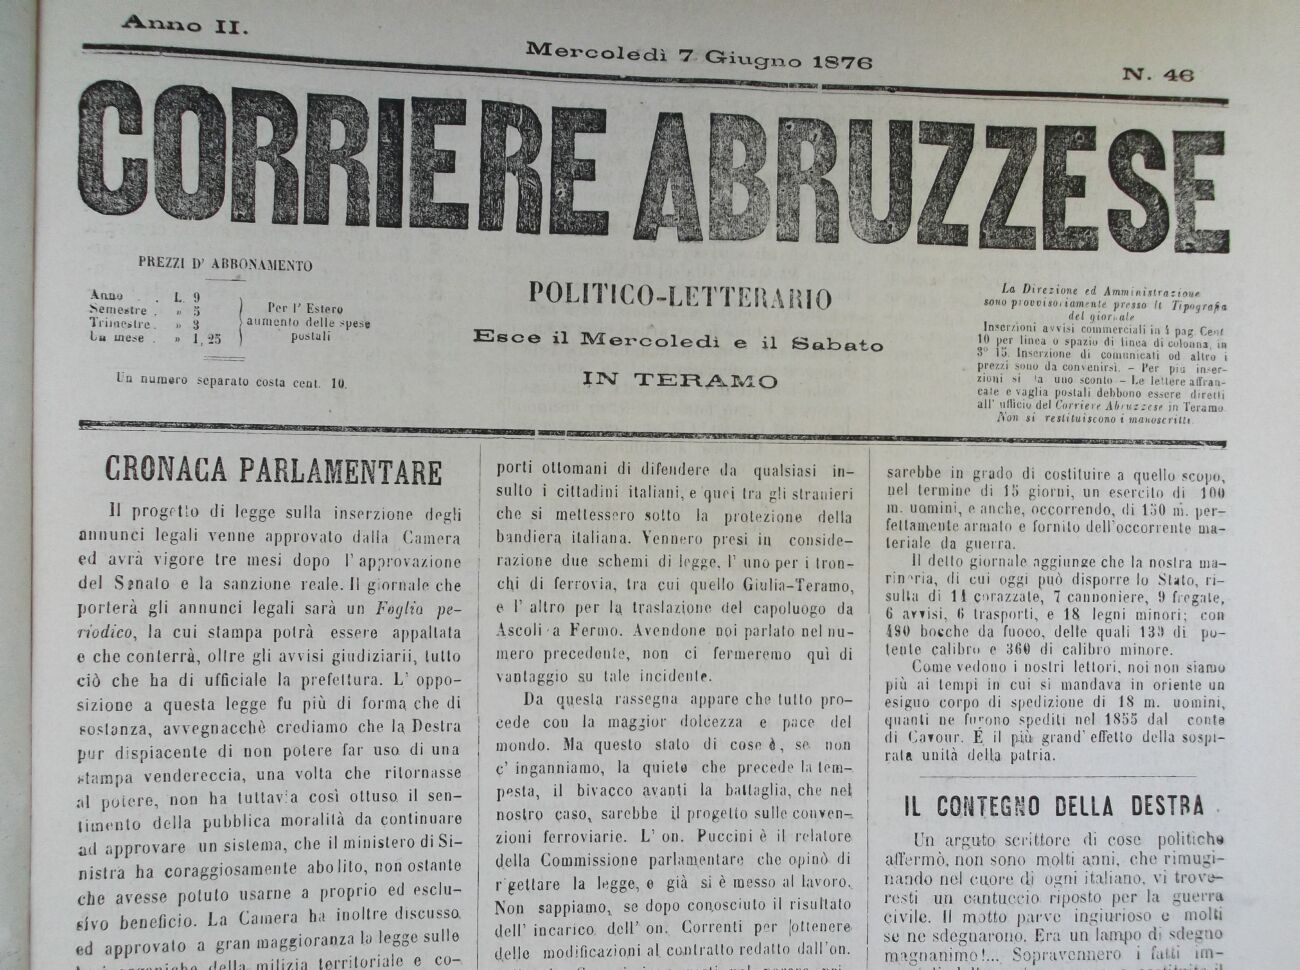 Anno II.
Mercoledì 7 Giugno 1876
N. 46
CORRIERE ABRUZZESE
PREZZI D' ABBONAMENTO
Anno . . L. 9
Semestre . » 5
Trimestre . » 3
Un mese . » 1, 25
Per l' Estero
aumento delle spese
postali
Un numero separato costa cent. 10.
POLITICO-LETTERARIO
Esce il Mercoledì e il Sabato
IN TERAMO
La Direzione ed Amministrazione
sono provvisoriamente presso la Tipografia
del giornale
Inserzioni avvisi commerciali in 4 pag Cent
10 per linea o spazio di linea di colonna, in
3ª 15. Inserzione di comunicati od altro i
prezzi sono da convenirsi. – Per più inser-
zioni si fa uno sconto – Le lettere affran-
cate e vaglia postali debbono essere diretti
all' ufficio del Corriere Abruzzese in Teramo
Non si restituiscono i manoscritti
CRONACA PARLAMENTARE
Il progetto di legge sulla inserzione degli
annunci legali venne approvato dalla Camera
ed avrà vigore tre mesi dopo l' approvazione
del Senato e la sanzione reale. Il giornale che
porterà gli annunci legali sarà un Foglio pe-
riodico, la cui stampa potrà essere appaltata
e che conterrà, oltre gli avvisi giudiziarii, tutto
ciò che ha di ufficiale la prefettura. L' oppo-
sizione a questa legge fu più di forma che di
sostanza, avvegnacchè crediamo che la Destra
pur dispiacente di non potere far uso di una
stampa vendereccia, una volta che ritornasse
al potere, non ha tuttavia così ottuso il sen-
timento della pubblica moralità da continuare
ad approvare un sistema, che il ministero di Si-
nistra ha coraggiosamente abolito, non ostante
che avesse potuto usarne a proprio ed esclu-
sivo beneficio. La Camera ha inoltre discusso
ed approvato a gran maggioranza la legge sulle
della milizia territoriale e co-
porti ottomani di difendere da qualsiasi in-
sulto i cittadini italiani, e quei tra gli stranieri
che si mettessero sotto la protezione della
bandiera italiana. Vennero presi in conside-
razione due schemi di legge, l' uno per i tron-
chi di ferrovia, tra cui quello Giulia-Teramo,
e l' altro per la traslazione del capoluogo da
Ascoli a Fermo. Avendone noi parlato nel nu-
mero precedente, non ci fermeremo quì di
vantaggio su tale incidente.
Da questa rassegna appare che tutto pro-
cede con la maggior dolcezza e pace del
mondo. Ma questo stato di cose è, se non
c' inganniamo, la quiete che precede la tem-
pesta, il bivacco avanti la battaglia, che nel
nostro caso, sarebbe il progetto sulle conven-
zioni ferroviarie. L' on. Puccini è il relatore
della Commissione parlamentare che opinò di
rigettare la legge, e già si è messo al lavoro.
Non sappiamo, se dopo conosciuto il risultato
dell' incarico dell' on. Correnti per ottenere
delle modificazioni al contratto redatto dall'on.
sarebbe in grado di costituire a quello scopo,
nel termine di 15 giorni, un esercito di 100
m. uomini, e anche, occorrendo, di 150 m. per-
fettamente armato e fornito dell'occorrente ma-
teriale da guerra.
Il detto giornale aggiunge che la nostra ma-
rineria, di cui oggi può disporre lo Stato, ri-
sulta di 14 corazzate, 7 cannoniere, 9 fregate,
6 avvisi, 6 trasporti, e 18 legni minori; con
490 bocche da fuoco, delle quali 130 di po-
tente calibro e 360 di calibro minore.
Come vedono i nostri lettori, noi non siamo
più ai tempi in cui si mandava in oriente un
esiguo corpo di spedizione di 18 m. uomini,
quanti ne furono spediti nel 1855 dal conte
di Cavour. É il più grand' effetto della sospi-
rata unità della patria.
IL CONTEGNO DELLA DESTRA
Un arguto scrittore di cose politiche
affermò, non sono molti anni, che rimugi-
nando nel cuore di ogni italiano, vi trove-
resti un cantuccio riposto per la guerra
civile. Il motto parve ingiurioso e molti
se ne sdegnarono. Era un lampo di sdegno
magnanimo!... Sopravennero i fatti im-